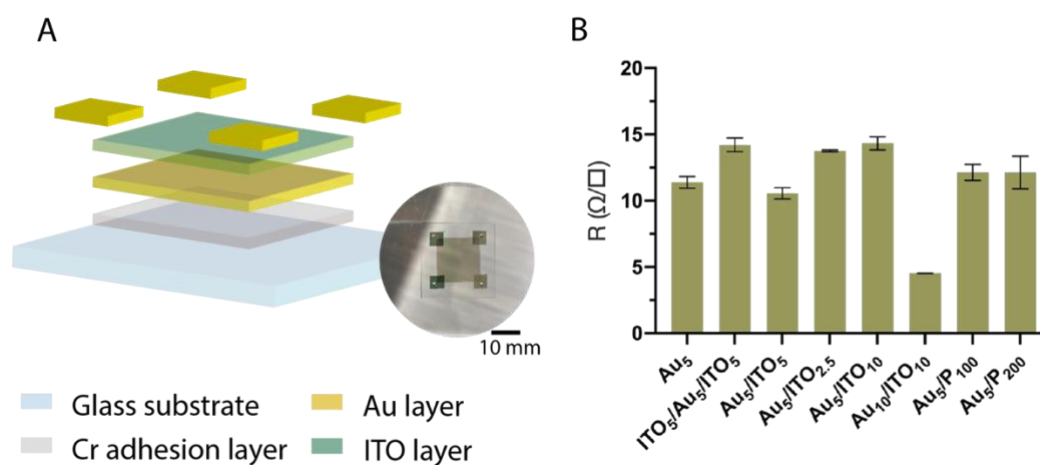 A
10 mm
Glass substrate
Au layer
Cr adhesion layer
ITO layer
B
R (Ω/□)
20
15
10
5
0
Au₅
ITO₅/Au₅/ITO₅
Au₅/ITO₅
Au₅/ITO₂.₅
Au₅/ITO₁₀
Au₁₀/ITO₁₀
Au₅/P₁₀₀
Au₅/P₂₀₀